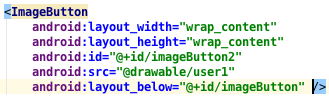 <ImageButton
android:layout_width="wrap_content"
android:layout_height="wrap_content"
android:id="@+id/imageButton2"
android:src="@drawable/user1"
android:layout_below="@+id/imageButton" />